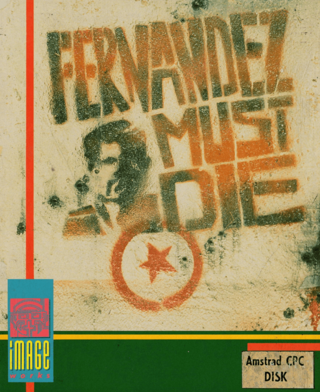 FERNANDEZ
MUST
DIE
iMAGE
WORKS
Amstrad CPC
DISK